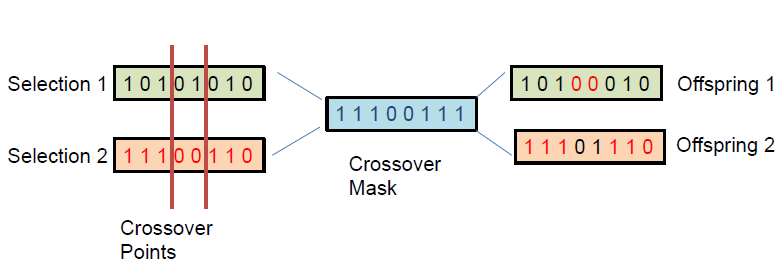 Selection 1
1 0 1 0 1 0 1 0
Selection 2
1 1 1 0 0 1 1 0
Crossover
Points
1 1 1 0 0 1 1 1
Crossover
Mask
1 0 1 0 0 0 1 0
Offspring 1
1 1 1 0 1 1 1 0
Offspring 2